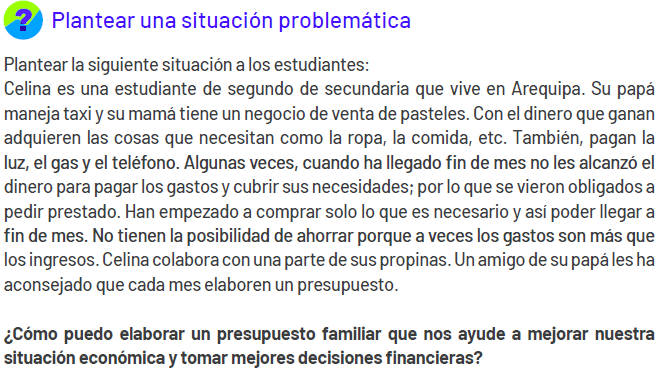 ?
Plantear una situación problemática
Plantear la siguiente situación a los estudiantes:
Celina es una estudiante de segundo de secundaria que vive en Arequipa. Su papá
maneja taxi y su mamá tiene un negocio de venta de pasteles. Con el dinero que ganan
adquieren las cosas que necesitan como la ropa, la comida, etc. También, pagan la
luz, el gas y el teléfono. Algunas veces, cuando ha llegado fin de mes no les alcanzó el
dinero para pagar los gastos y cubrir sus necesidades; por lo que se vieron obligados a
pedir prestado. Han empezado a comprar solo lo que es necesario y así poder llegar a
fin de mes. No tienen la posibilidad de ahorrar porque a veces los gastos son más que
los ingresos. Celina colabora con una parte de sus propinas. Un amigo de su papá les ha
aconsejado que cada mes elaboren un presupuesto.
¿Cómo puedo elaborar un presupuesto familiar que nos ayude a mejorar nuestra
situación económica y tomar mejores decisiones financieras?